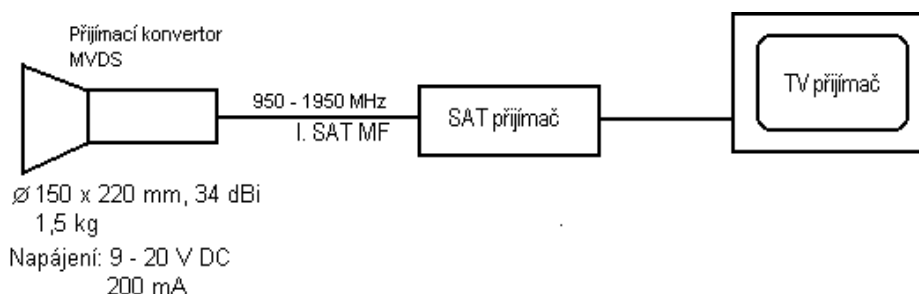 Přijímací konvertor
MVDS
950 - 1950 MHz
I. SAT MF
SAT přijímač
TV přijímač
Ø 150 x 220 mm, 34 dBi
1,5 kg
Napájení: 9 - 20 V DC
200 mA